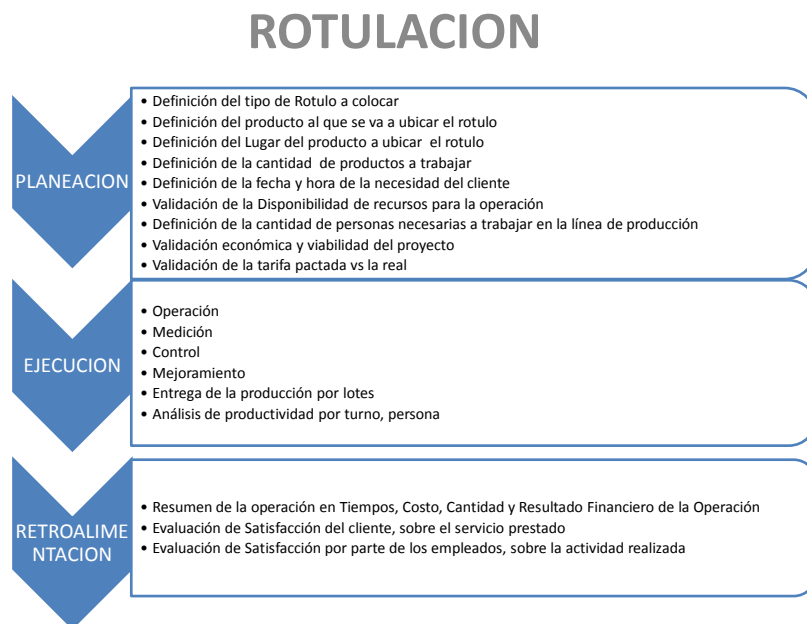 ROTULACION
PLANEACION
• Definición del tipo de Rotulo a colocar
• Definición del producto al que se va a ubicar el rotulo
• Definición del Lugar del producto a ubicar el rotulo
• Definición de la cantidad de productos a trabajar
• Definición de la fecha y hora de la necesidad del cliente
• Validación de la Disponibilidad de recursos para la operación
• Definición de la cantidad de personas necesarias a trabajar en la línea de producción
• Validación económica y viabilidad del proyecto
• Validación de la tarifa pactada vs la real
EJECUCION
• Operación
• Medición
• Control
• Mejoramiento
• Entrega de la producción por lotes
• Análisis de productividad por turno, persona
RETROALIME
NTACION
• Resumen de la operación en Tiempos, Costo, Cantidad y Resultado Financiero de la Operación
• Evaluación de Satisfacción del cliente, sobre el servicio prestado
• Evaluación de Satisfacción por parte de los empleados, sobre la actividad realizada